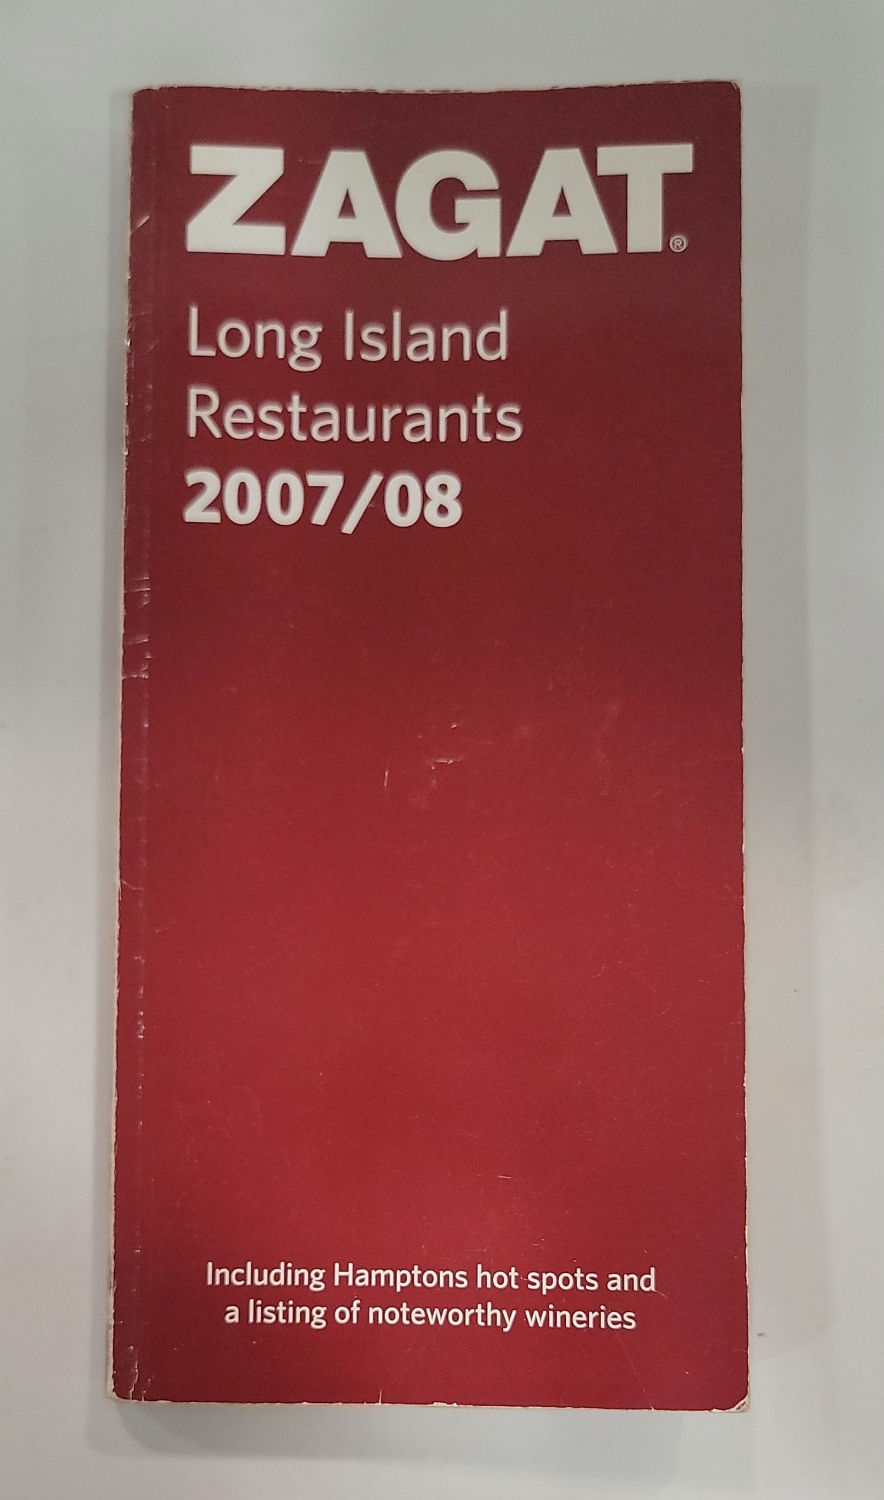 ZAGAT®
Long Island
Restaurants
2007/08
Including Hamptons hot spots and
a listing of noteworthy wineries